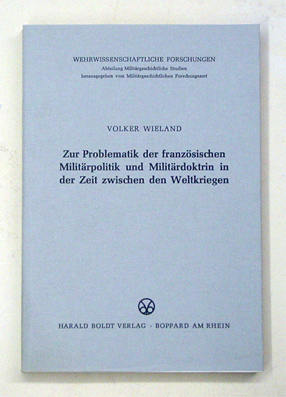 WEHRWISSENSCHAFTLICHE FORSCHUNGEN
Abteilung Militärgeschichtliche Studien
herausgegeben vom Militärgeschichtlichen Forschungsamt
VOLKER WIELAND
Zur Problematik der französischen
Militärpolitik und Militärdoktrin in
der Zeit zwischen den Weltkriegen
HARALD BOLDT VERLAG · BOPPARD AM RHEIN